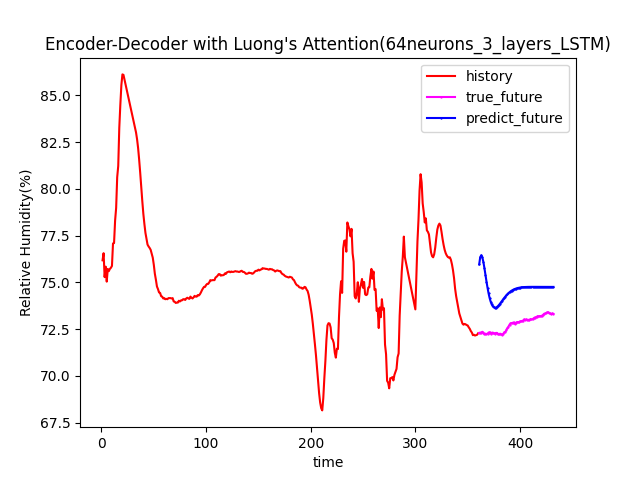 Encoder-Decoder with Luong's Attention(64neurons_3_layers_LSTM)
history
true_future
predict_future
85.0
82.5
80.0
77.5
75.0
72.5
70.0
67.5
Relative Humidity(%)
0
100
200
300
400
time